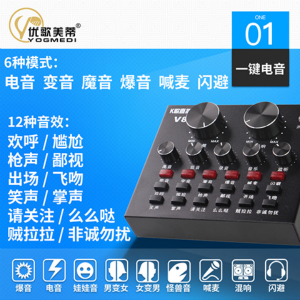 优歌美蒂
YOGMEDI
ONE
01
一键电音
6种模式:
电音 变音 魔音 爆音 喊麦 闪避
12种音效:
欢呼/尴尬
枪声/鄙视
出场/飞吻
笑声/掌声
请关注/么么哒
贼拉拉/非诚勿扰
K歌
V8
爆音 电音 娃娃音 男变女 女变男 怪兽音 喊麦 混响 闪避